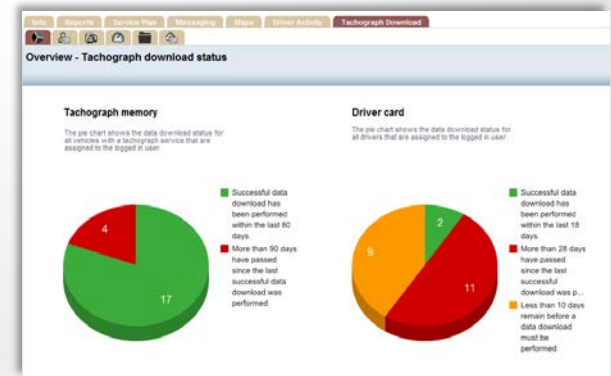 Info Reports Service Plan Messaging Maps Driver Activity Tachograph Download
Overview - Tachograph download status
Tachograph memory
The pie chart shows the data download status for
all vehicles with a tachograph service that are
assigned to the logged in user.
4
17
Successful data
download has
been performed
within the last 80
days.
More than 90 days
have passed
since the last
successful data
download was
performed
Driver card
The pie chart shows the data download status for
all drivers that are assigned to the logged in user.
2
9
11
Successful data
download has
been performed
within the last 18
days.
More than 28 days
have passed
since the last
successful data
download was p...
Less than 10 days
remain before a
data download
must be
performed